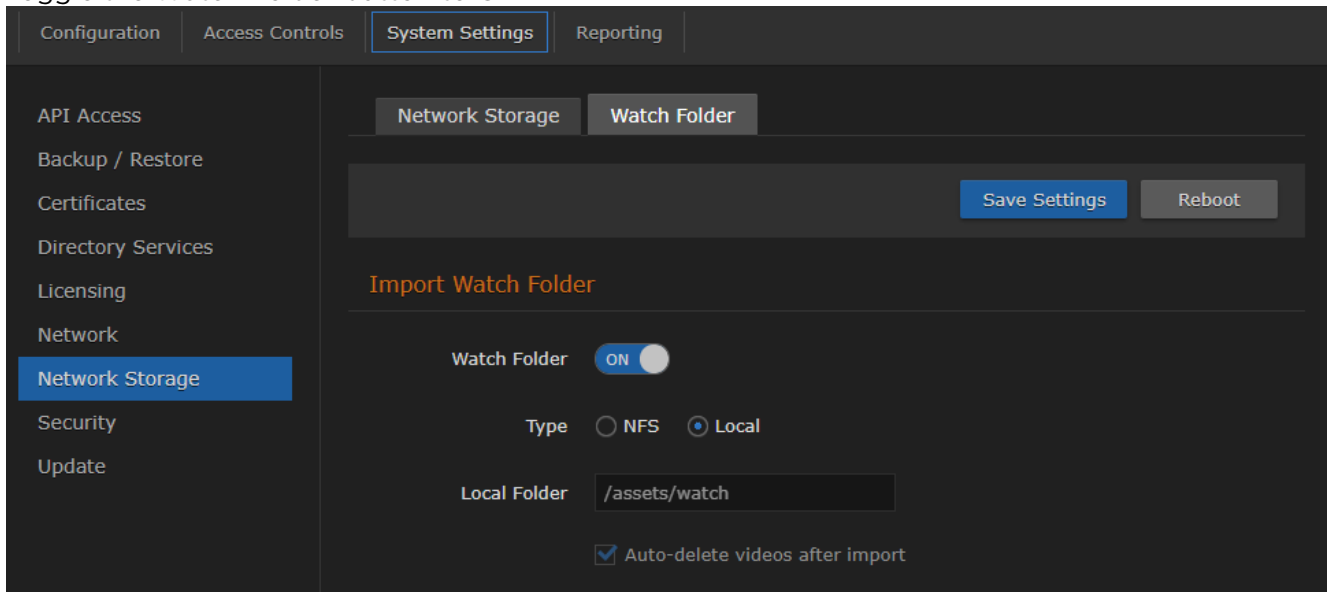 Configuration Access Controls System Settings Reporting
API Access
Backup / Restore
Certificates
Directory Services
Licensing
Network
Network Storage
Security
Update
Network Storage Watch Folder
Save Settings Reboot
Import Watch Folder
Watch Folder ON
Type NFS Local
Local Folder /assets/watch
Auto-delete videos after import